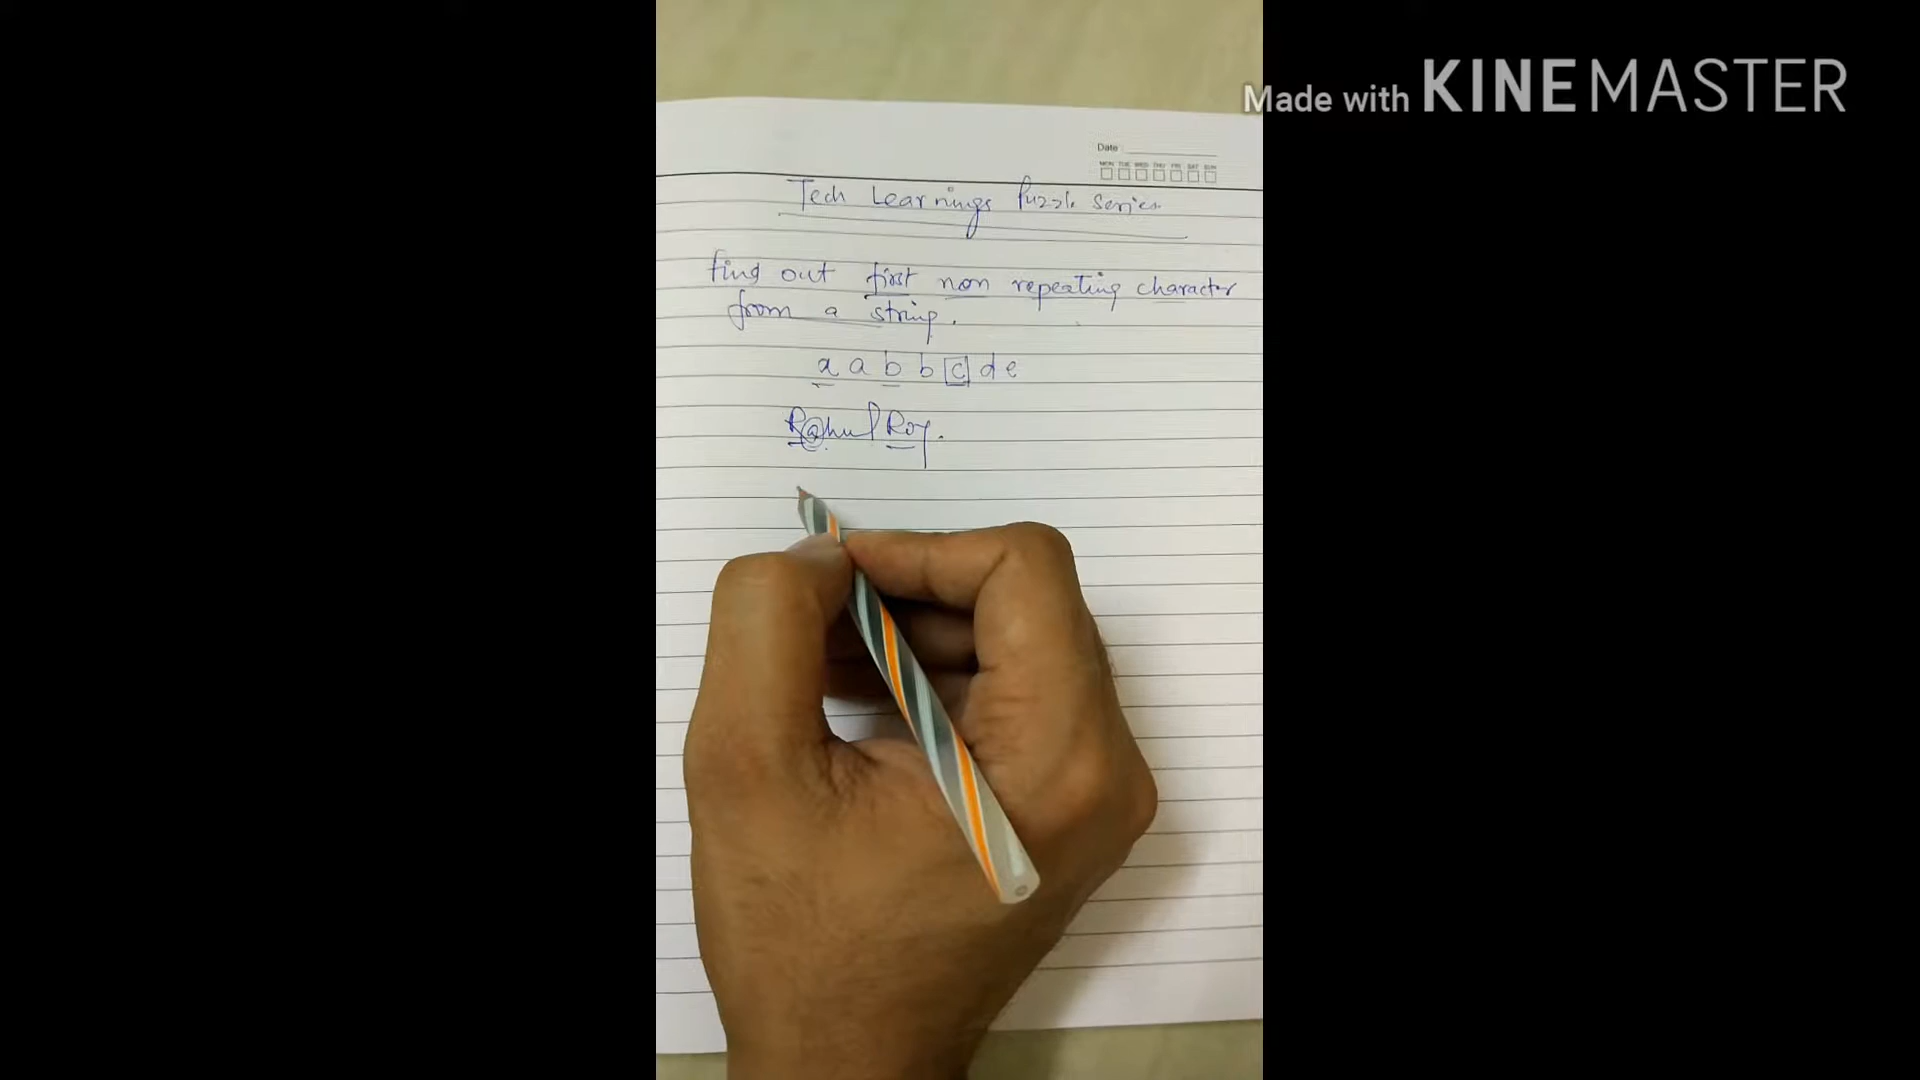 Made with KINEMASTER
Date
MON TUE WED THU FRI SAT SUN
Tech Learnings Puzzle Series
Find out first non repeating character
from a string.
a a b b c d e
Rahul Roy.